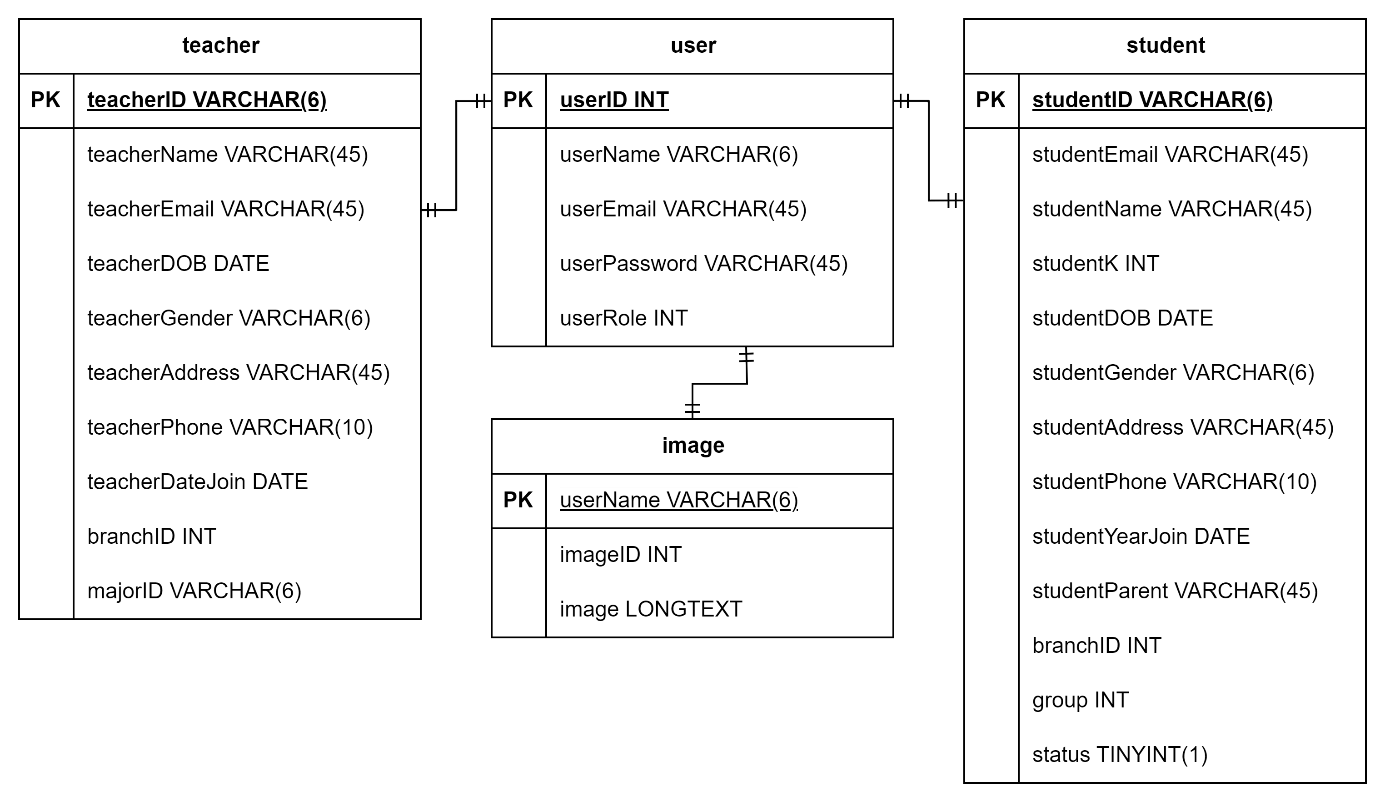 teacher
PK teacherID VARCHAR(6)
teacherName VARCHAR(45)
teacherEmail VARCHAR(45)
teacherDOB DATE
teacherGender VARCHAR(6)
teacherAddress VARCHAR(45)
teacherPhone VARCHAR(10)
teacherDateJoin DATE
branchID INT
majorID VARCHAR(6)
user
PK userID INT
userName VARCHAR(6)
userEmail VARCHAR(45)
userPassword VARCHAR(45)
userRole INT
image
PK userName VARCHAR(6)
imageID INT
image LONGTEXT
student
PK studentID VARCHAR(6)
studentEmail VARCHAR(45)
studentName VARCHAR(45)
studentK INT
studentDOB DATE
studentGender VARCHAR(6)
studentAddress VARCHAR(45)
studentPhone VARCHAR(10)
studentYearJoin DATE
studentParent VARCHAR(45)
branchID INT
group INT
status TINYINT(1)